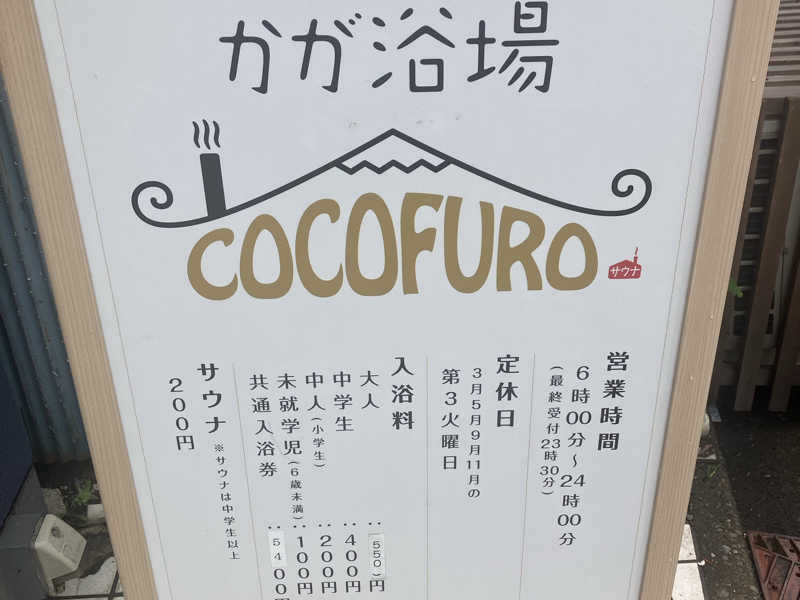 かが浴場
COCOFURO
サウナ
営業時間
6時00分～24時00分
(最終受付23時30分)
定休日
3月5月9月11月の
第3火曜日
入浴料
大人 ‥550円
中学生 ‥400円
中人(小学生) ‥200円
未就学児(6歳未満)‥100円
共通入浴券 ‥5400円
サウナ ※サウナは中学生以上
200円